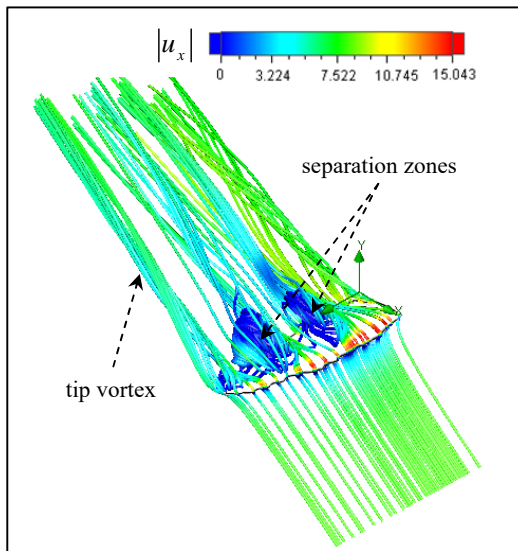 |u_x|
0 3.224 7.522 10.745 15.043
separation zones
Y
X
tip vortex